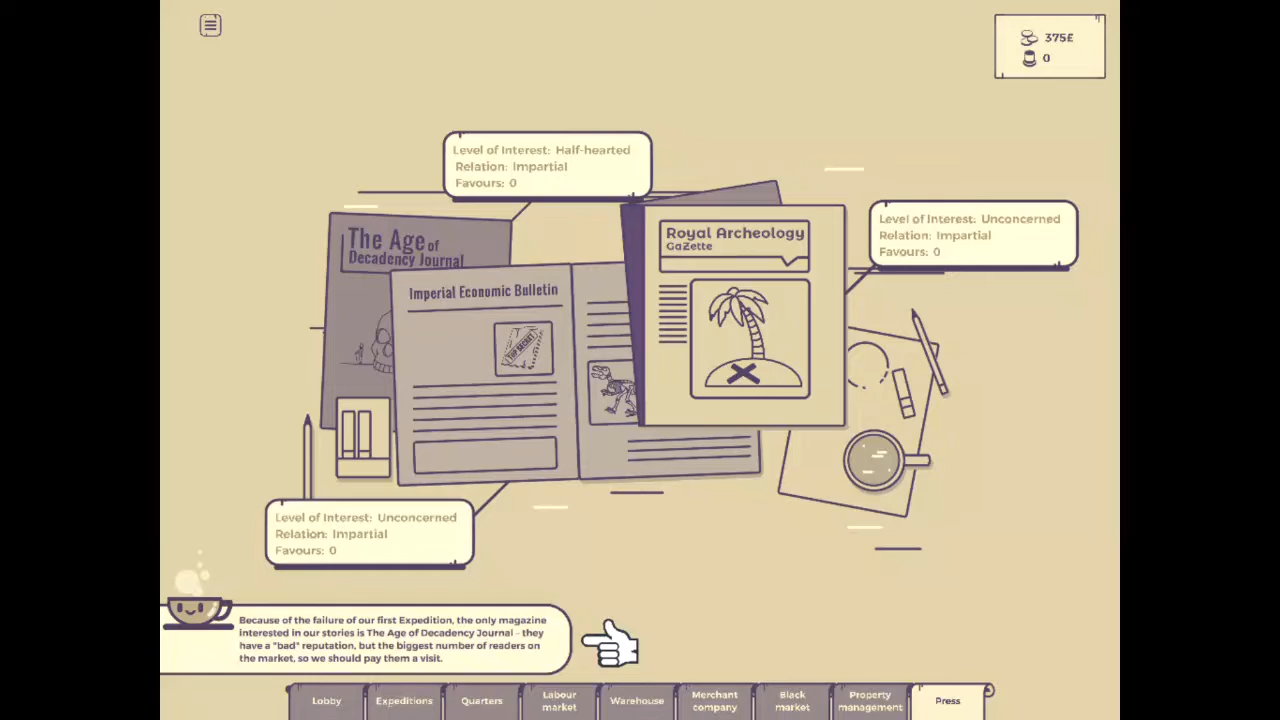 375£
0
Level of Interest: Half-hearted
Relation: Impartial
Favours: 0
Level of Interest: Unconcerned
Relation: Impartial
Favours: 0
The Age of
Decadency Journal
Royal Archeology
GaZette
Imperial Economic Bulletin
TOP SECRET
Level of Interest: Unconcerned
Relation: Impartial
Favours: 0
Because of the failure of our first Expedition, the only magazine
interested in our stories is The Age of Decadency Journal - they
have a "bad" reputation, but the biggest number of readers on
the market, so we should pay them a visit.
Lobby
Expeditions
Quarters
Labour
market
Warehouse
Merchant
company
Black
market
Property
management
Press